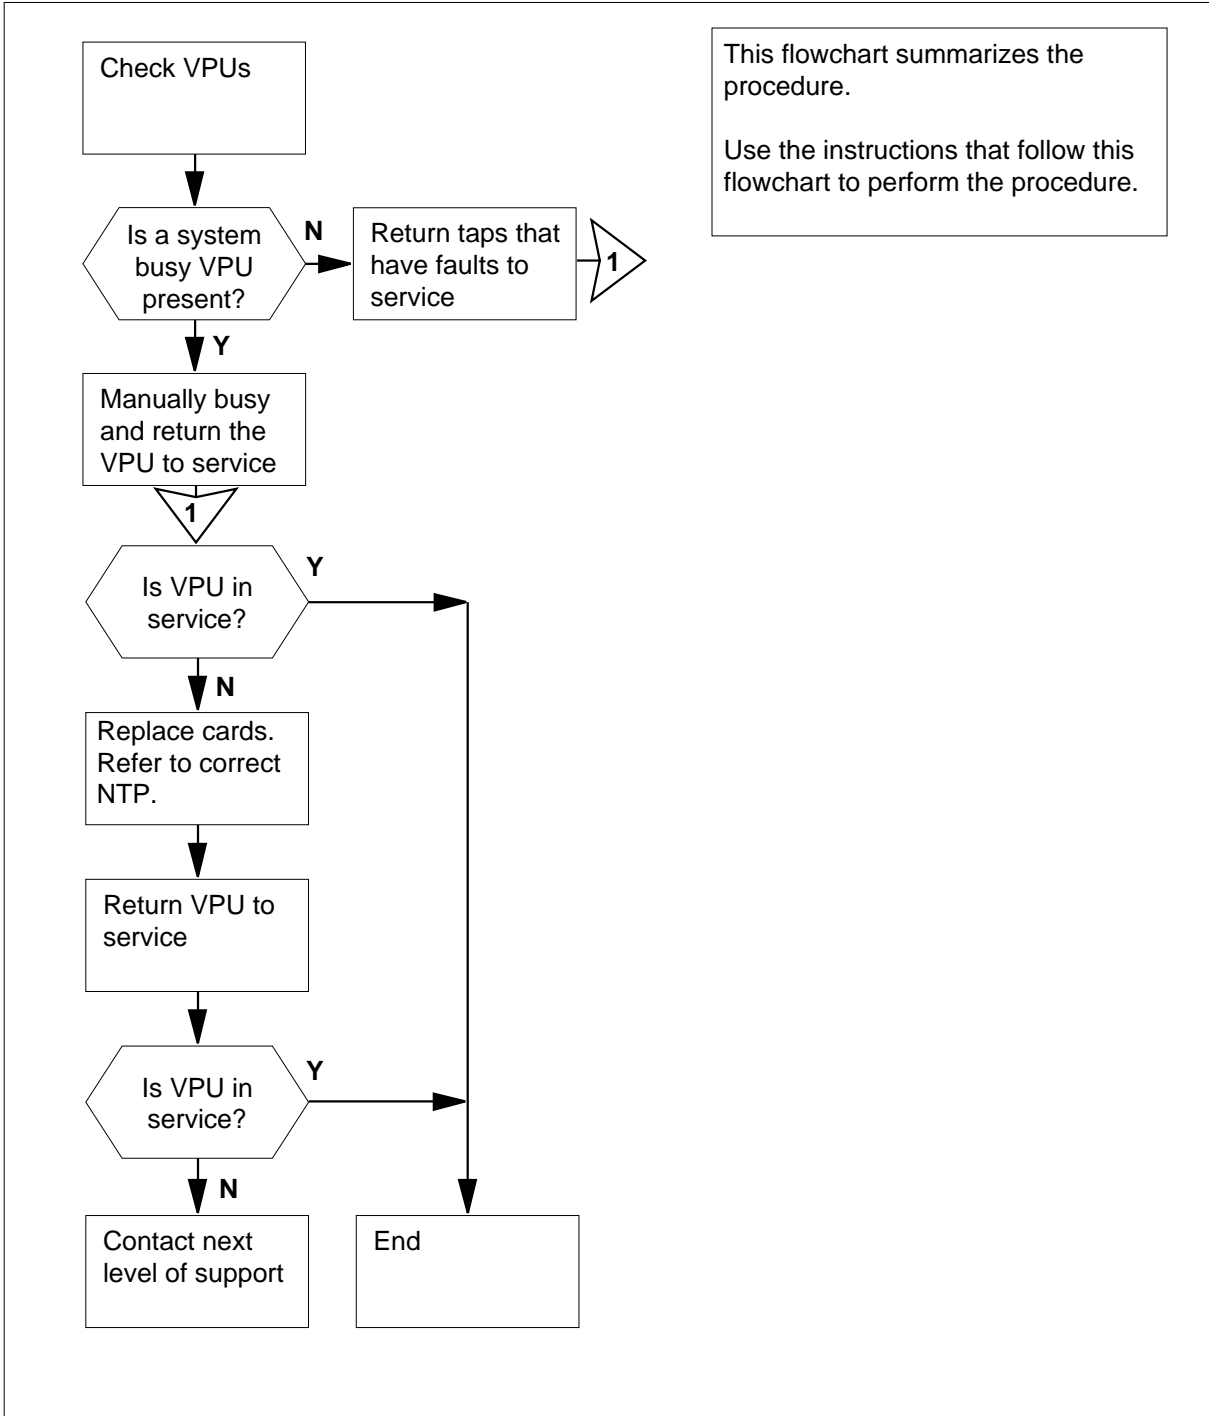 Check VPUs
This flowchart summarizes the
procedure.
Use the instructions that follow this
flowchart to perform the procedure.
Is a system
busy VPU
present?
N
Return taps that
have faults to
service
1
Y
Manually busy
and return the
VPU to service
1
Is VPU in
service?
Y
N
Replace cards.
Refer to correct
NTP.
Return VPU to
service
Is VPU in
service?
Y
N
Contact next
level of support
End